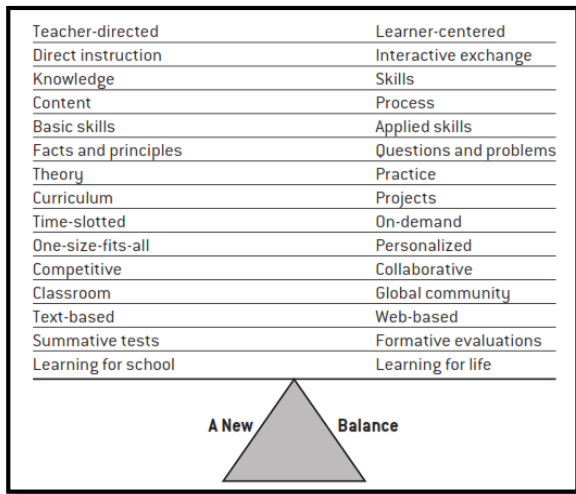 Teacher-directed Learner-centered
Direct instruction Interactive exchange
Knowledge Skills
Content Process
Basic skills Applied skills
Facts and principles Questions and problems
Theory Practice
Curriculum Projects
Time-slotted On-demand
One-size-fits-all Personalized
Competitive Collaborative
Classroom Global community
Text-based Web-based
Summative tests Formative evaluations
Learning for school Learning for life
A New Balance